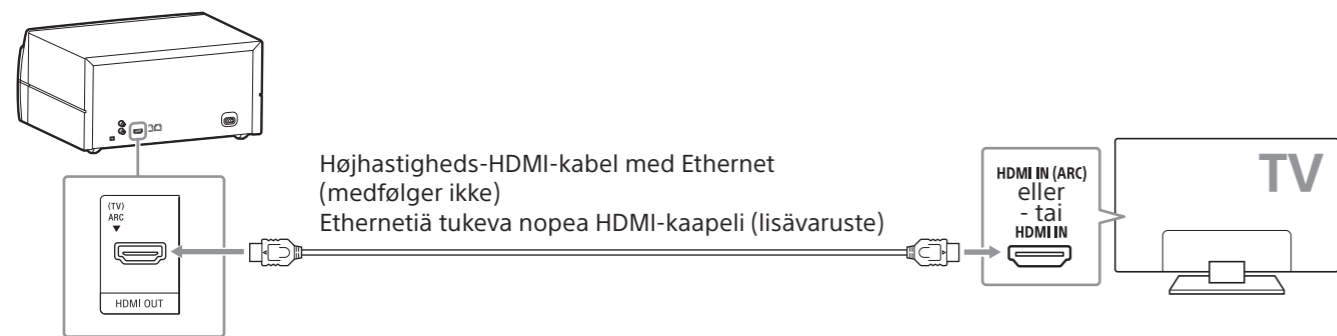 Højhastigheds-HDMI-kabel med Ethernet
(medfølger ikke)
Ethernetiä tukeva nopea HDMI-kaapeli (lisävaruste)
(TV)
ARC
HDMI OUT
HDMI IN (ARC)
eller
- tai
HDMI IN
TV